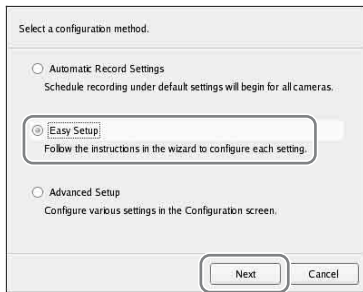 Select a configuration method.
Automatic Record Settings
Schedule recording under default settings will begin for all cameras.
Easy Setup
Follow the instructions in the wizard to configure each setting.
Advanced Setup
Configure various settings in the Configuration screen.
Next
Cancel